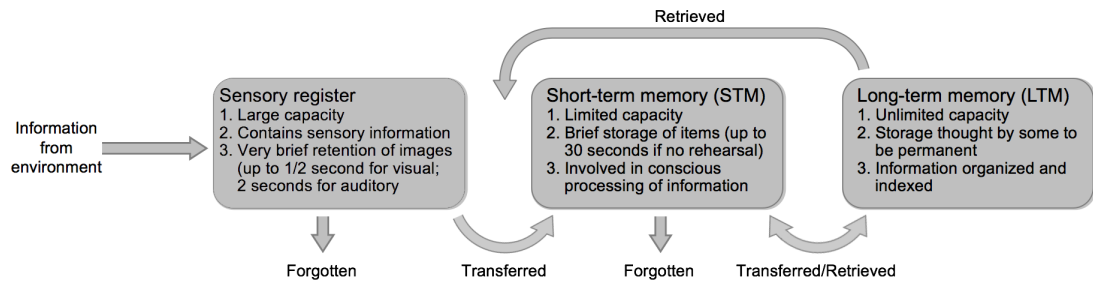 Retrieved
Information
from
environment
Sensory register
1. Large capacity
2. Contains sensory information
3. Very brief retention of images
(up to 1/2 second for visual;
2 seconds for auditory
Short-term memory (STM)
1. Limited capacity
2. Brief storage of items (up to
30 seconds if no rehearsal)
3. Involved in conscious
processing of information
Long-term memory (LTM)
1. Unlimited capacity
2. Storage thought by some to
be permanent
3. Information organized and
indexed
Forgotten
Transferred
Forgotten
Transferred/Retrieved